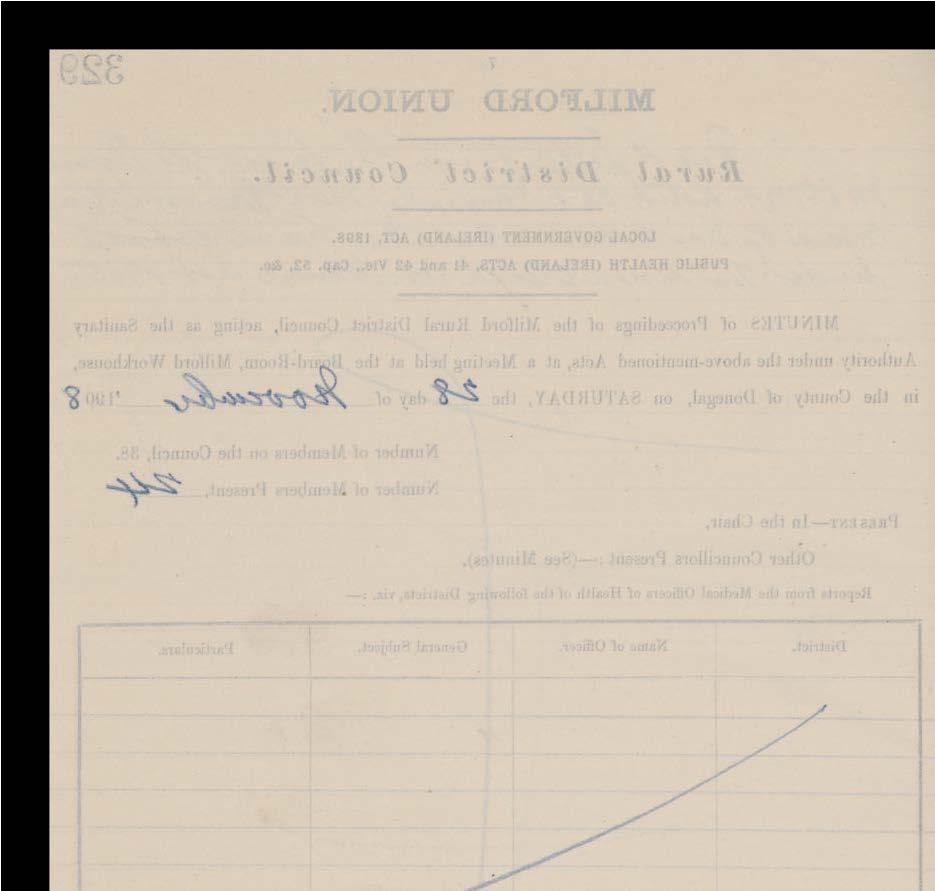 329
7
MILFORD UNION.
Rural District Council.
LOCAL GOVERNMENT (IRELAND) ACT, 1898.
PUBLIC HEALTH (IRELAND) ACTS, 41 and 42 Vic., Cap. 52, &c.
MINUTES of Proceedings of the Milford Rural District Council, acting as the Sanitary
Authority under the above-mentioned Acts, at a Meeting held at the Board-Room, Milford Workhouse,
in the County of Donegal, on SATURDAY, the 28 day of November 1908
Number of Members on the Council, 38.
Number of Members Present, 24
PRESENT—In the Chair,
Other Councillors Present :—(See Minutes),
Reports from the Medical Officers of Health of the following Districts, viz. :—
District. Name of Officer. General Subject. Particulars.